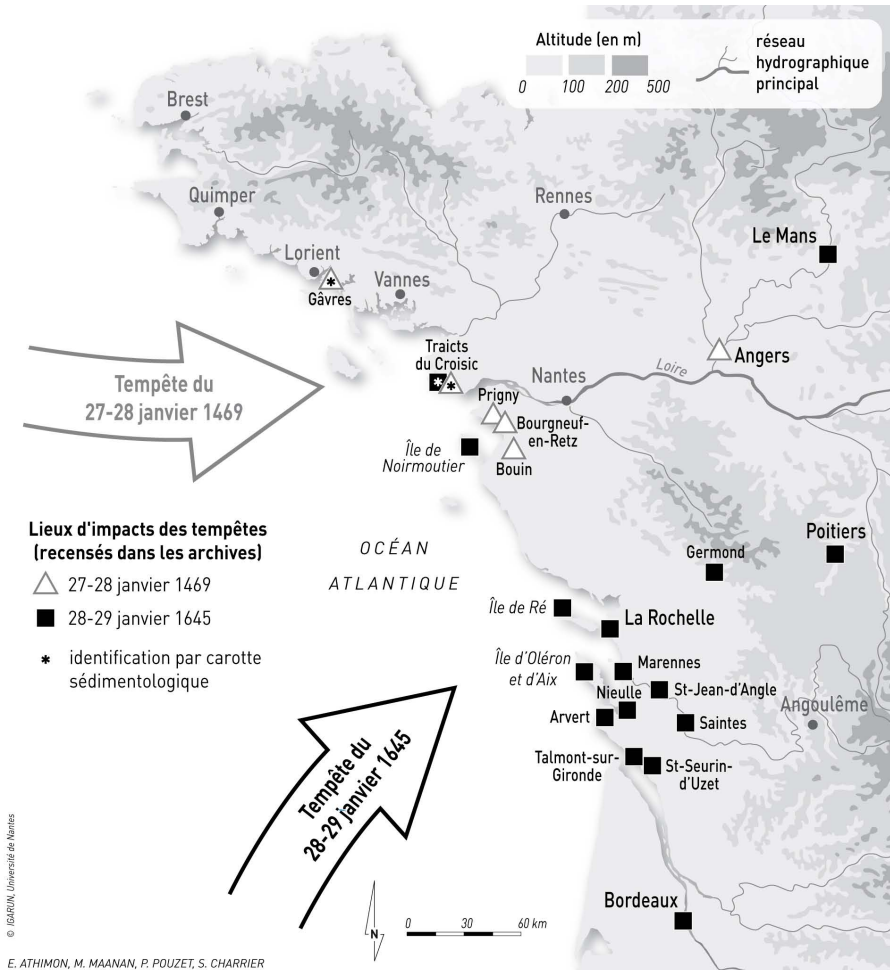 Altitude (en m)
0 100 200 500
réseau
hydrographique
principal
Brest
Quimper
Rennes
Le Mans
Lorient
Gâvres
Vannes
Traicts
du Croisic
Angers
Loire
Nantes
Prigny
Bourgneuf-
en-Retz
Île de
Noirmoutier
Bouin
Tempête du
27-28 janvier 1469
Lieux d'impacts des tempêtes
(recensés dans les archives)
27-28 janvier 1469
28-29 janvier 1645
* identification par carotte
sédimentologique
OCÉAN
ATLANTIQUE
Poitiers
Germond
Île de Ré
La Rochelle
Île d'Oléron
et d'Aix
Marennes
Nieulle
St-Jean-d'Angle
Angoulême
Arvert
Saintes
Talmont-sur-
Gironde
St-Seurin-
d'Uzet
Tempête du
28-29 janvier 1645
Bordeaux
N
0 30 60 km
© IGARUN, Université de Nantes
E. ATHIMON, M. MAANAN, P. POUZET, S. CHARRIER